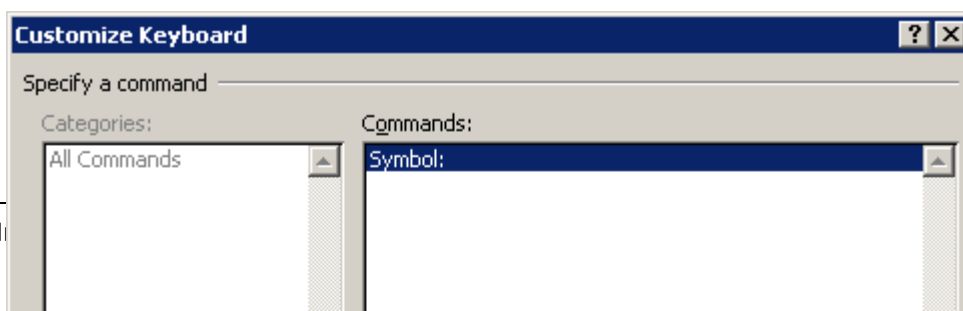 Customize Keyboard
Specify a command
Categories:
Commands:
All Commands
Symbol: